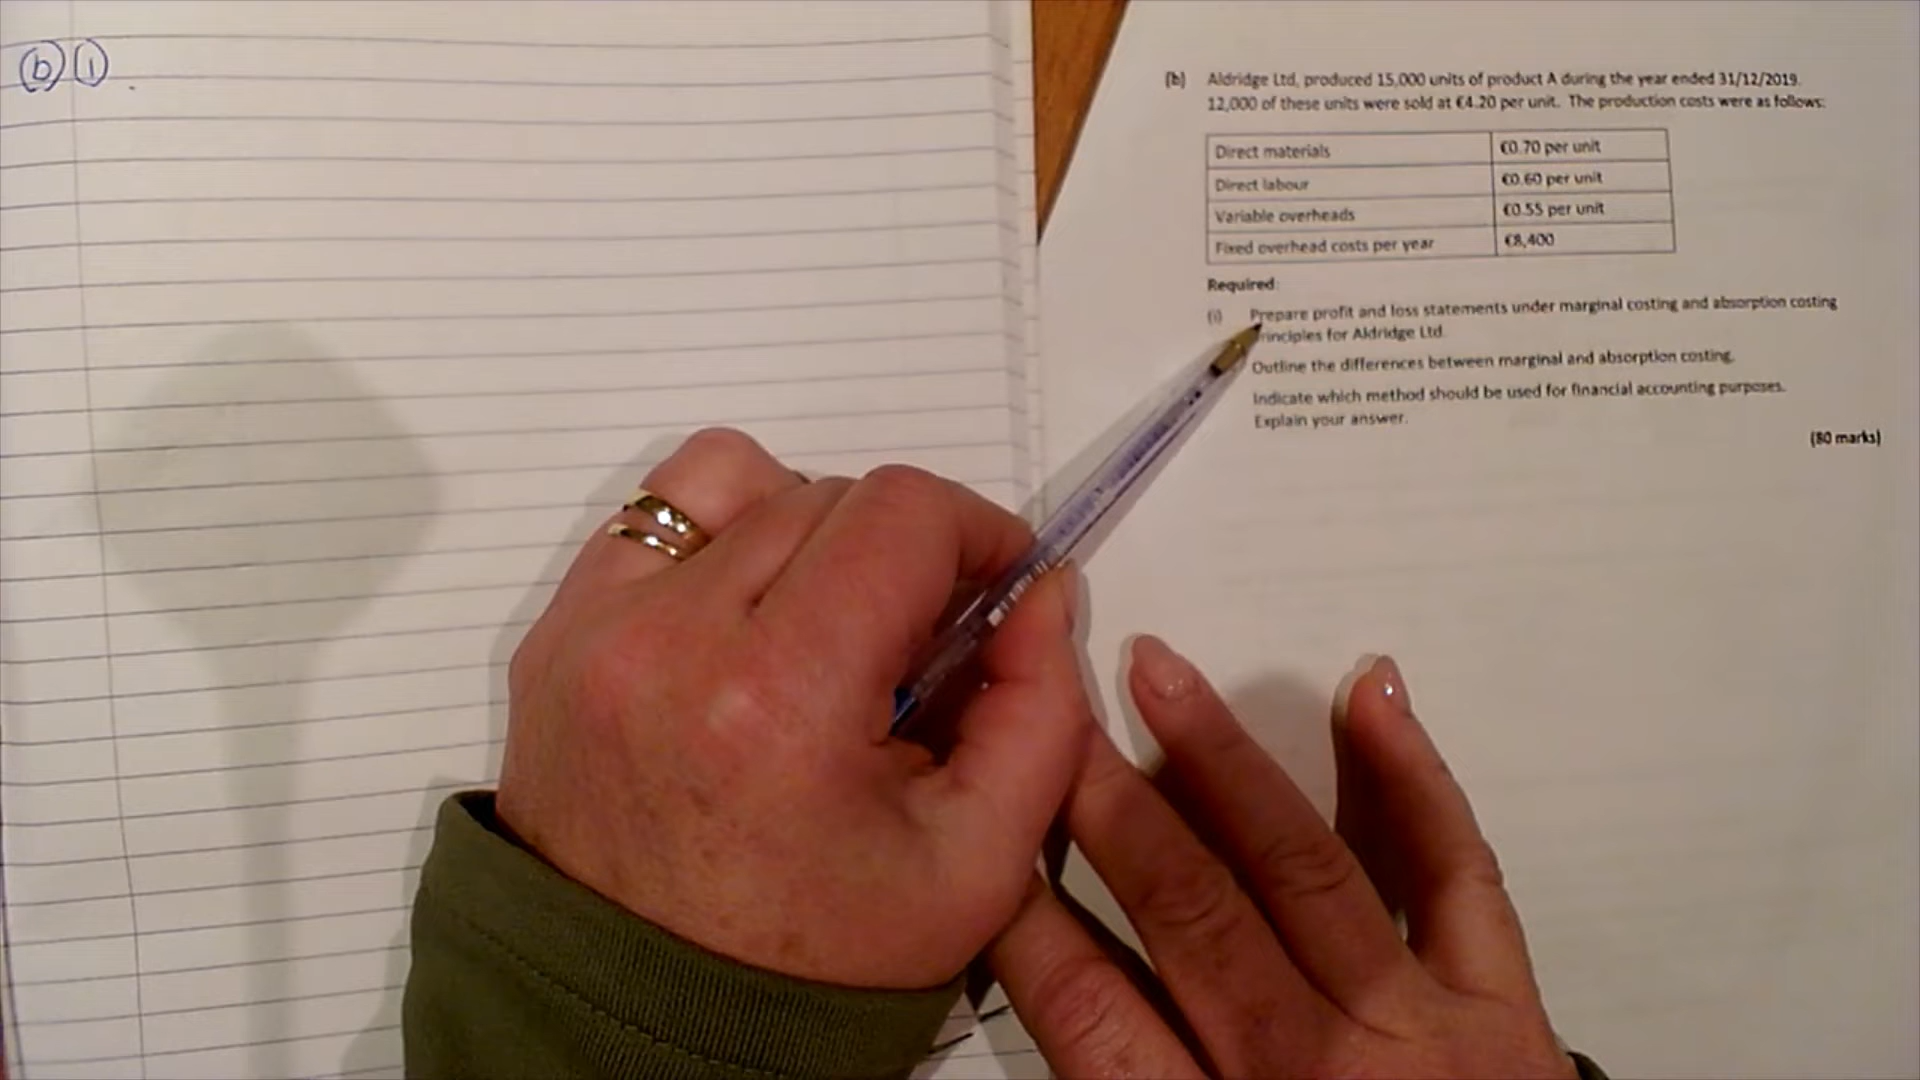 (b) (i)
(b) Aldridge Ltd, produced 15,000 units of product A during the year ended 31/12/2019.
12,000 of these units were sold at €4.20 per unit. The production costs were as follows:
Direct materials €0.70 per unit
Direct labour €0.60 per unit
Variable overheads €0.55 per unit
Fixed overhead costs per year €8,400
Required:
(i) Prepare profit and loss statements under marginal costing and absorption costing
rinciples for Aldridge Ltd.
Outline the differences between marginal and absorption costing.
Indicate which method should be used for financial accounting purposes.
Explain your answer.
(80 marks)